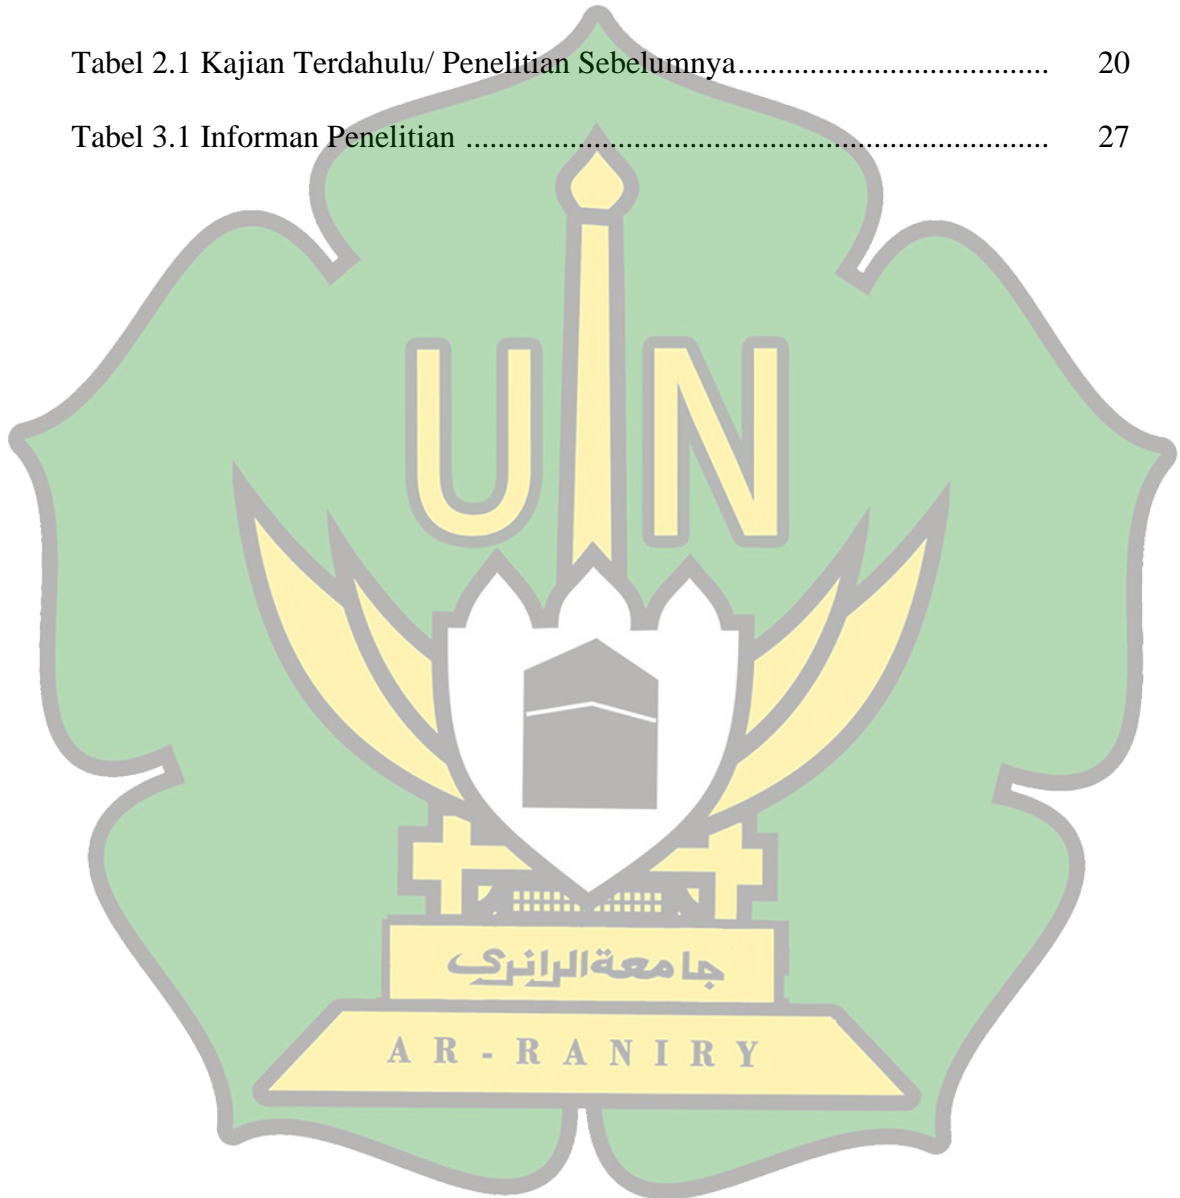 Tabel 2.1 Kajian Terdahulu/ Penelitian Sebelumnya....................................... 20
Tabel 3.1 Informan Penelitian ........................................................................ 27
UIN
جامعة الرانري
AR-RANIRY